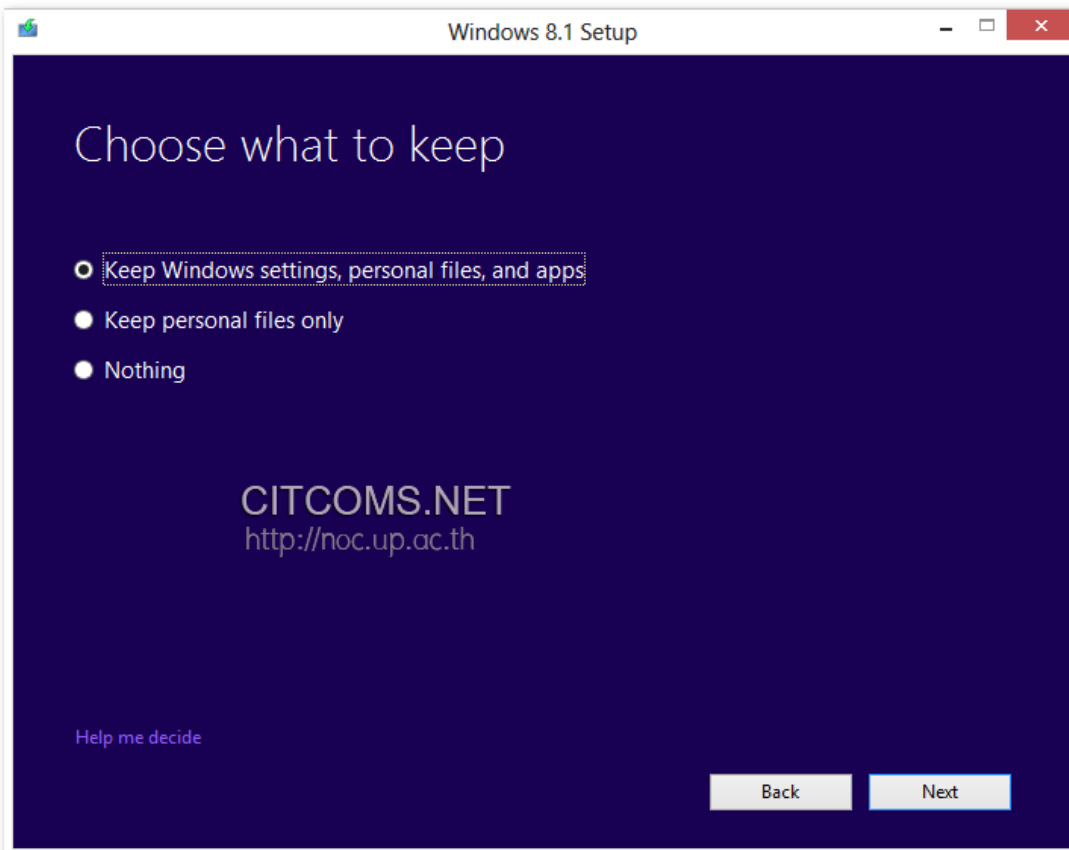 Windows 8.1 Setup
Choose what to keep
Keep Windows settings, personal files, and apps
Keep personal files only
Nothing
CITCOMS.NET
http://noc.up.ac.th
Help me decide
Back
Next